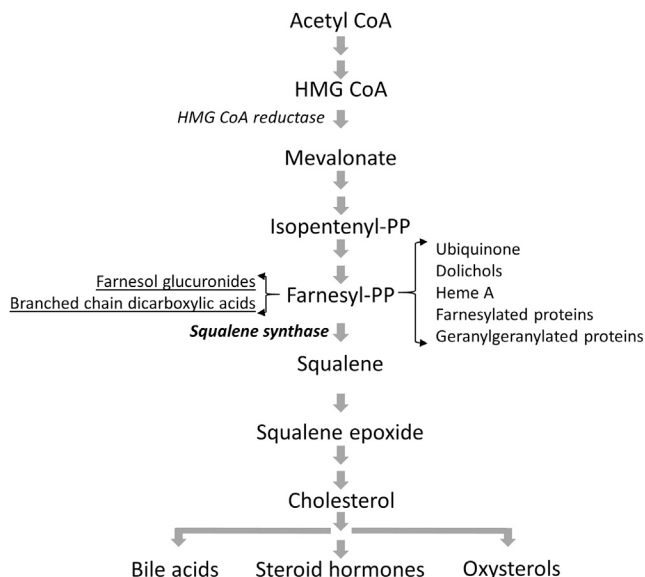 Acetyl CoA
HMG CoA
HMG CoA reductase
Mevalonate
Isopentenyl-PP
Farnesol glucuronides
Branched chain dicarboxylic acids
Farnesyl-PP
Ubiquinone
Dolichols
Heme A
Farnesylated proteins
Geranylgeranylated proteins
Squalene synthase
Squalene
Squalene epoxide
Cholesterol
Bile acids
Steroid hormones
Oxysterols